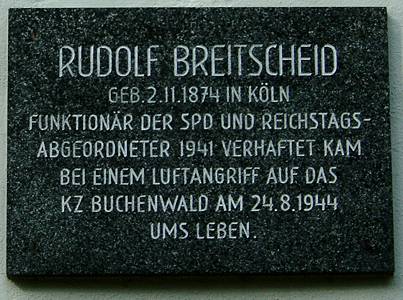 RUDOLF BREITSCHEID
GEB. 2.11.1874 IN KÖLN
FUNKTIONÄR DER SPD UND REICHSTAGS-
ABGEORDNETER 1941 VERHAFTET KAM
BEI EINEM LUFTANGRIFF AUF DAS
KZ BUCHENWALD AM 24.8.1944
UMS LEBEN.